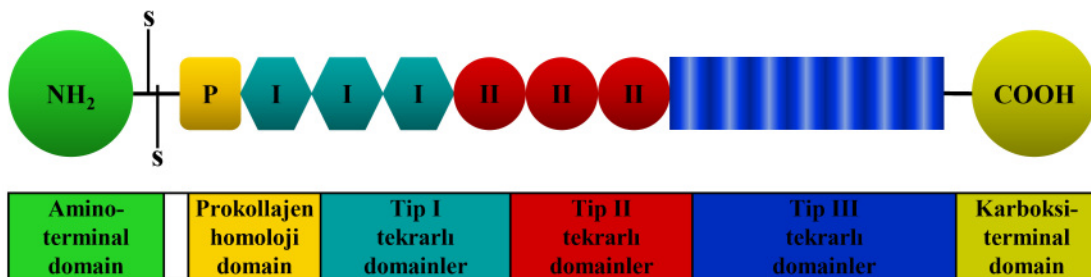 S
NH₂
P
I
I
I
II
II
II
COOH
S
Amino-
terminal
domain
Prokollajen
homoloji
domain
Tip I
tekrarlı
domainler
Tip II
tekrarlı
domainler
Tip III
tekrarlı
domainler
Karboksi-
terminal
domain